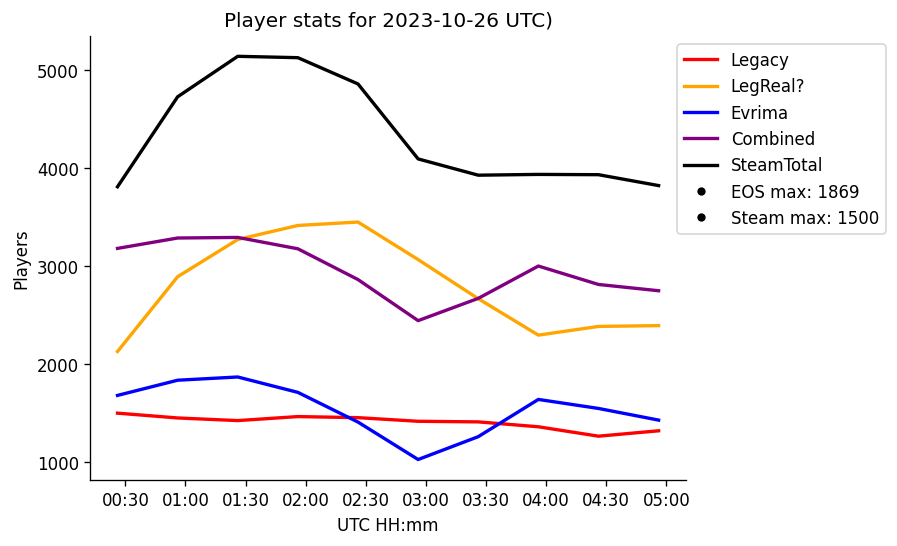 Player stats for 2023-10-26 UTC)
Legacy
LegReal?
Evrima
Combined
SteamTotal
EOS max: 1869
Steam max: 1500
Players
5000
4000
3000
2000
1000
00:30 01:00 01:30 02:00 02:30 03:00 03:30 04:00 04:30 05:00
UTC HH:mm